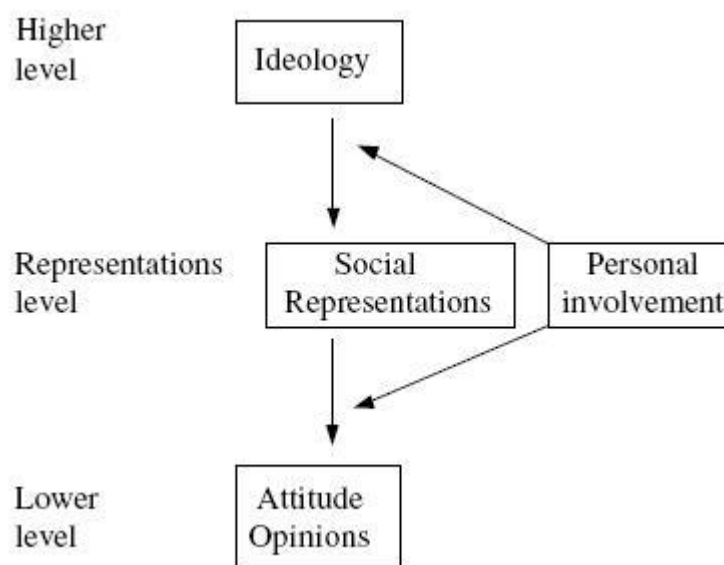 Higher
level
Ideology
Representations
level
Social
Representations
Personal
involvement
Lower
level
Attitude
Opinions